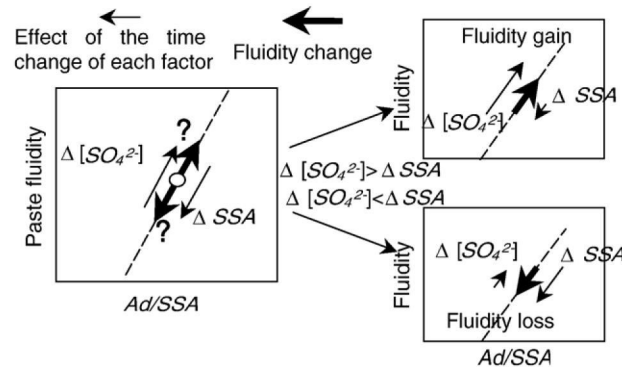 Effect of the time
change of each factor
Fluidity change
Paste fluidity
?
Δ [SO₄²⁻]
Δ SSA
?
Ad/SSA
Δ [SO₄²⁻]>Δ SSA
Δ [SO₄²⁻]<Δ SSA
Fluidity
Fluidity gain
Δ SSA
Δ [SO₄²⁻]
Fluidity
Δ [SO₄²⁻]
Δ SSA
Fluidity loss
Ad/SSA